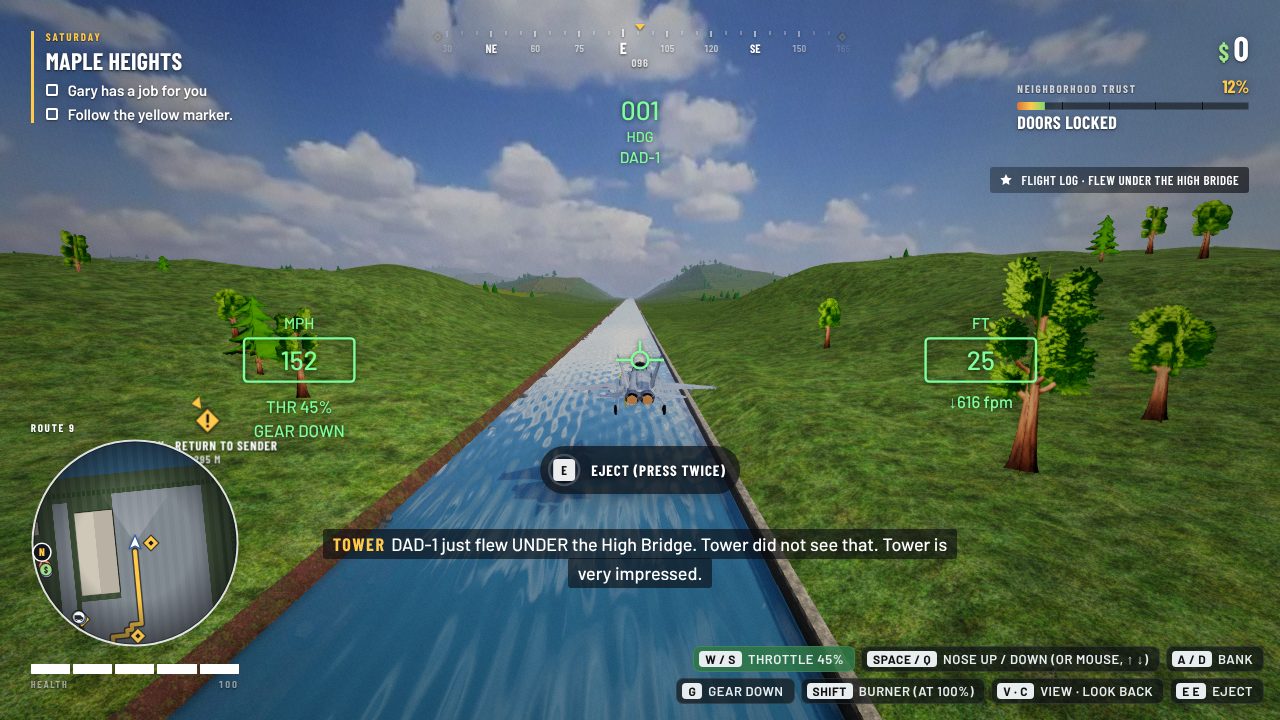 SATURDAY
MAPLE HEIGHTS
Gary has a job for you
Follow the yellow marker.
30 NE 60 75 E 105 120 SE 150 165
096
001
HDG
DAD-1
$0
NEIGHBORHOOD TRUST 12%
DOORS LOCKED
FLIGHT LOG · FLEW UNDER THE HIGH BRIDGE
MPH
152
THR 45%
GEAR DOWN
FT
25
↓616 fpm
ROUTE 9
RETURN TO SENDER
N
$
E EJECT (PRESS TWICE)
TOWER DAD-1 just flew UNDER the High Bridge. Tower did not see that. Tower is
very impressed.
HEALTH 100
W / S THROTTLE 45% SPACE / Q NOSE UP / DOWN (OR MOUSE, ↑ ↓) A / D BANK
G GEAR DOWN SHIFT BURNER (AT 100%) V · C VIEW · LOOK BACK E E EJECT